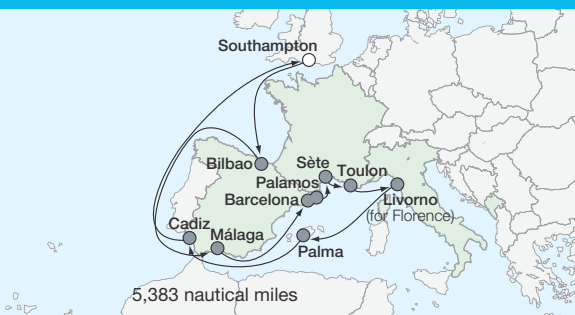 Southampton
Bilbao
Sète
Toulon
Palamos
Barcelona
Livorno
(for Florence)
Cadiz
Málaga
Palma
5,383 nautical miles